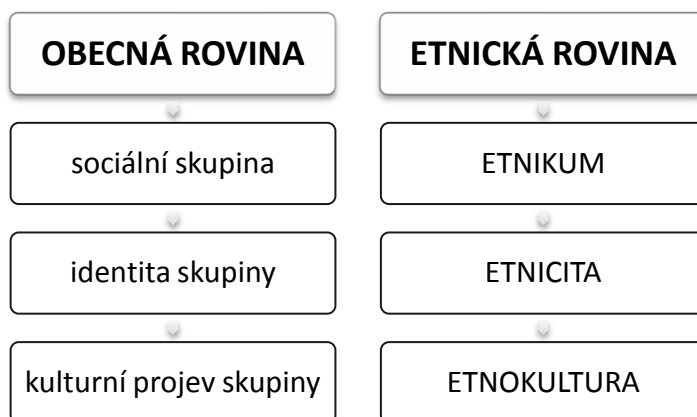 OBECNÁ ROVINA
sociální skupina
identita skupiny
kulturní projev skupiny
ETNICKÁ ROVINA
ETNIKUM
ETNICITA
ETNOKULTURA